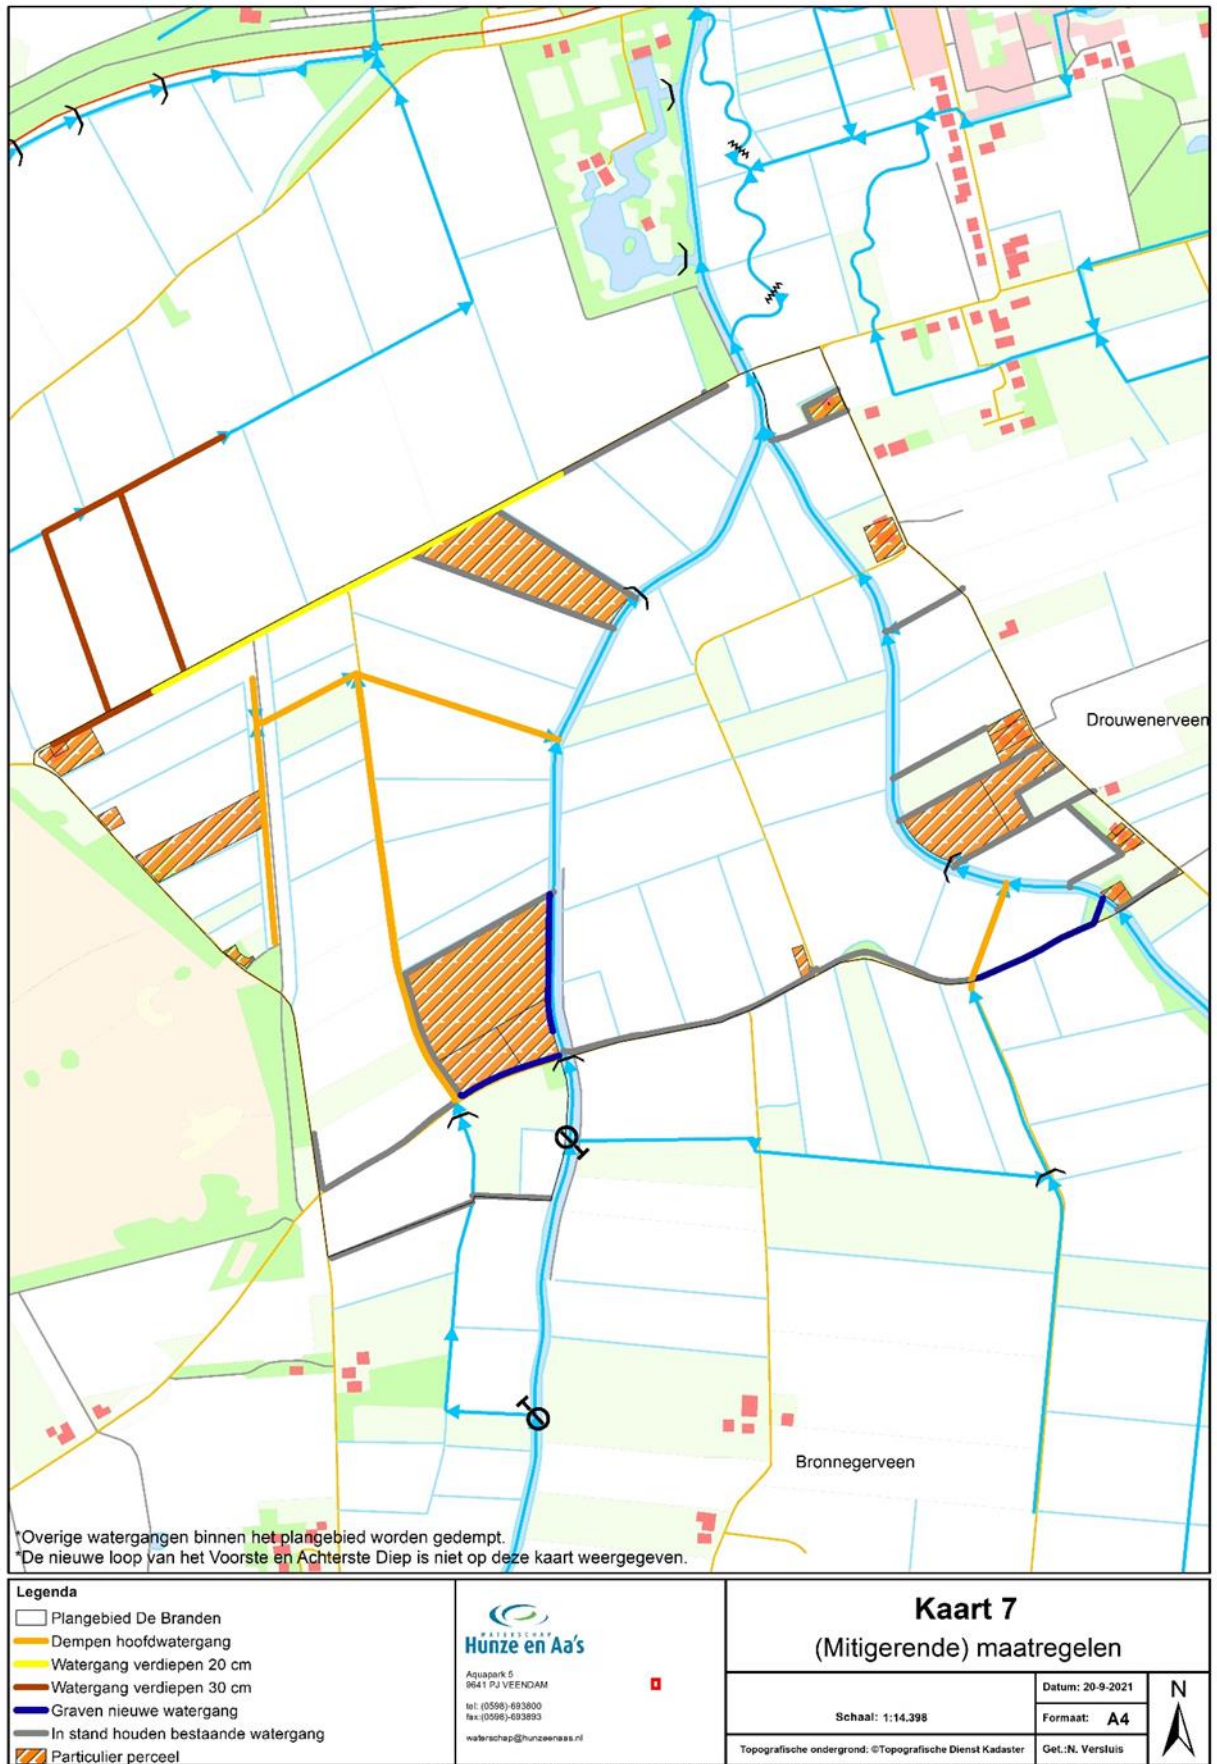 Drouwenerveen
Bronnegerveen
*Overige watergangen binnen het plangebied worden gedempt.
*De nieuwe loop van het Voorste en Achterste Diep is niet op deze kaart weergegeven.
Legenda
Plangebied De Branden
Dempen hoofdwatergang
Watergang verdiepen 20 cm
Watergang verdiepen 30 cm
Graven nieuwe watergang
In stand houden bestaande watergang
Particulier perceel
WATERSCHAP
Hunze en Aa's
Aquapark 5
9641 PJ VEENDAM
tel: (0598)-693800
fax:(0598)-693893
waterschap@hunzeenaas.nl
Kaart 7
(Mitigerende) maatregelen
Schaal: 1:14.398
Datum: 20-9-2021
Formaat: A4
Topografische ondergrond: ©Topografische Dienst Kadaster
Get.:N. Versluis
N